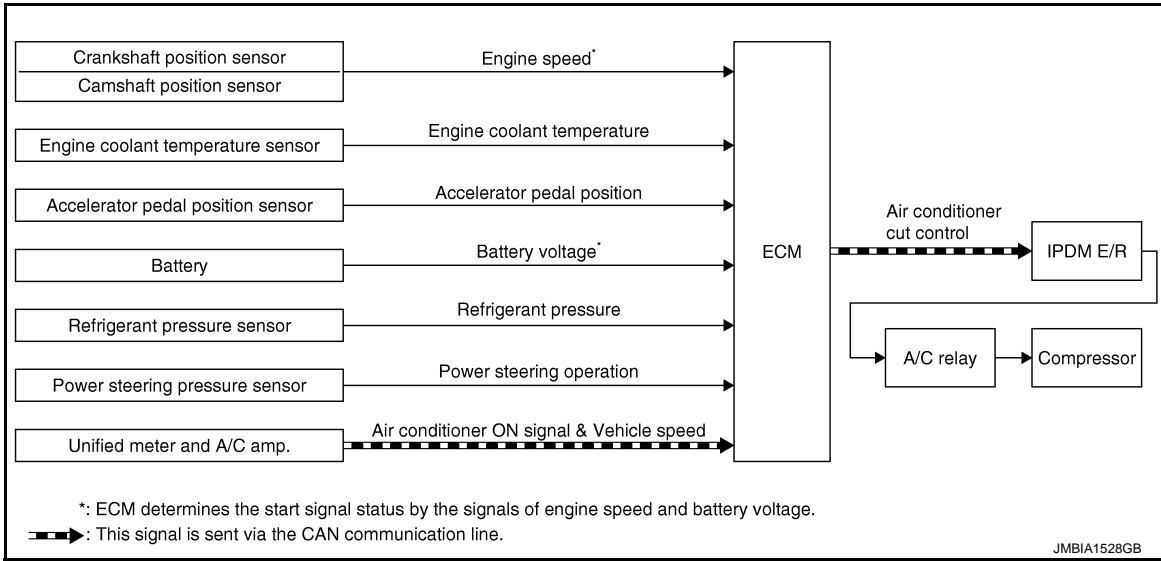 Crankshaft position sensor
Camshaft position sensor
Engine speed*
Engine coolant temperature sensor
Engine coolant temperature
Accelerator pedal position sensor
Accelerator pedal position
Battery
Battery voltage*
Refrigerant pressure sensor
Refrigerant pressure
Power steering pressure sensor
Power steering operation
Unified meter and A/C amp.
Air conditioner ON signal & Vehicle speed
ECM
Air conditioner
cut control
IPDM E/R
A/C relay
Compressor
*: ECM determines the start signal status by the signals of engine speed and battery voltage.
: This signal is sent via the CAN communication line.
JMBIA1528GB